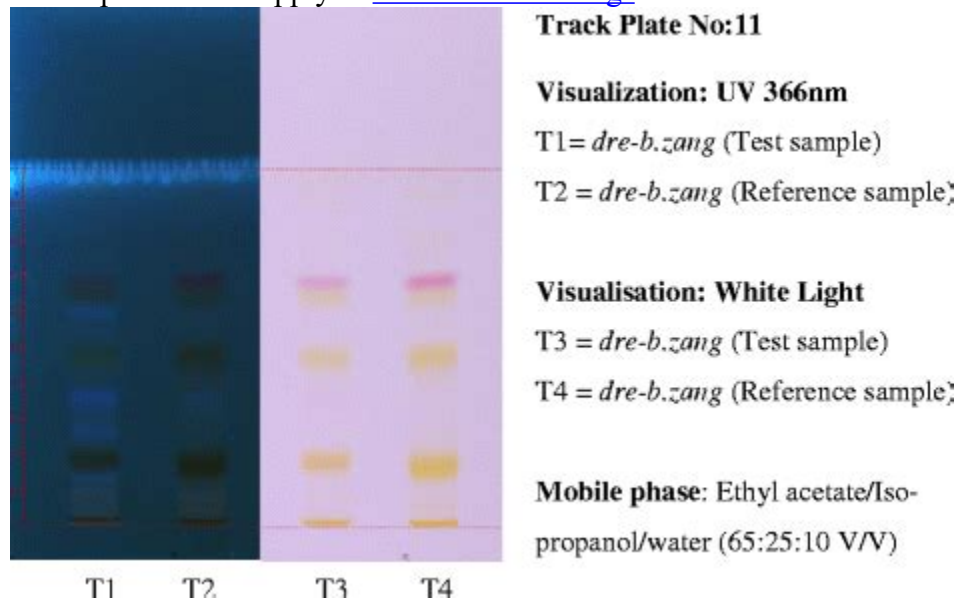 Track Plate No:11
Visualization: UV 366nm
T1= dre-b.zang (Test sample)
T2 = dre-b.zang (Reference sample)
Visualisation: White Light
T3 = dre-b.zang (Test sample)
T4 = dre-b.zang (Reference sample)
Mobile phase: Ethyl acetate/Iso-
propanol/water (65:25:10 V/V)
T1 T2 T3 T4